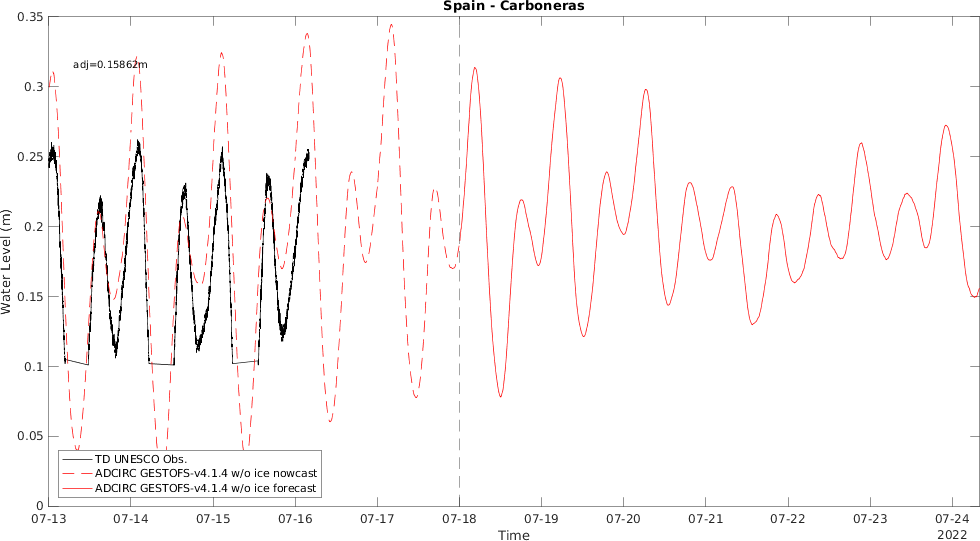 Spain - Carboneras
0.35
0.3
0.25
0.2
0.15
0.1
0.05
0
Water Level (m)
adj=0.15862m
TD UNESCO Obs.
ADCIRC GESTOFS-v4.1.4 w/o ice nowcast
ADCIRC GESTOFS-v4.1.4 w/o ice forecast
07-13 07-14 07-15 07-16 07-17 07-18 07-19 07-20 07-21 07-22 07-23 07-24
Time
2022